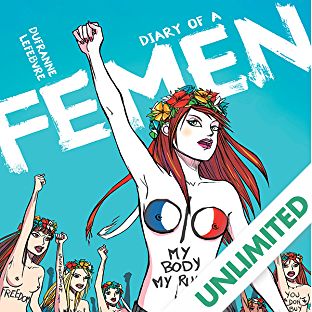 DUFRANNE
LEFEBVRE
DIARY OF A
FEMEN
MY
BODY
MY RU
FREEDOM
YOU
DON'T
BUY
UNLIMITED